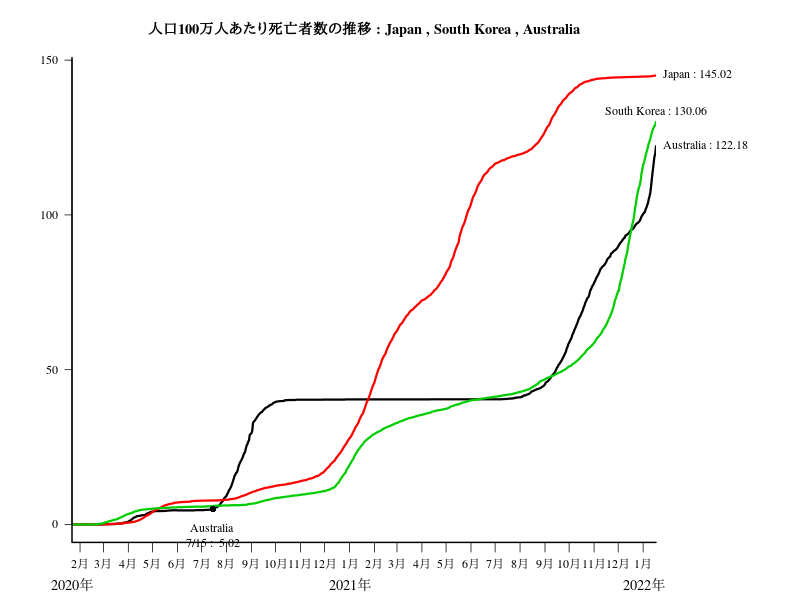 人口100万人あたり死亡者数の推移 : Japan , South Korea , Australia
150
Japan : 145.02
South Korea : 130.06
Australia : 122.18
100
50
0
Australia
7/15 : 5.02
2月 3月 4月 5月 6月 7月 8月 9月 10月 11月 12月 1月 2月 3月 4月 5月 6月 7月 8月 9月 10月 11月 12月 1月
2020年 2021年 2022年